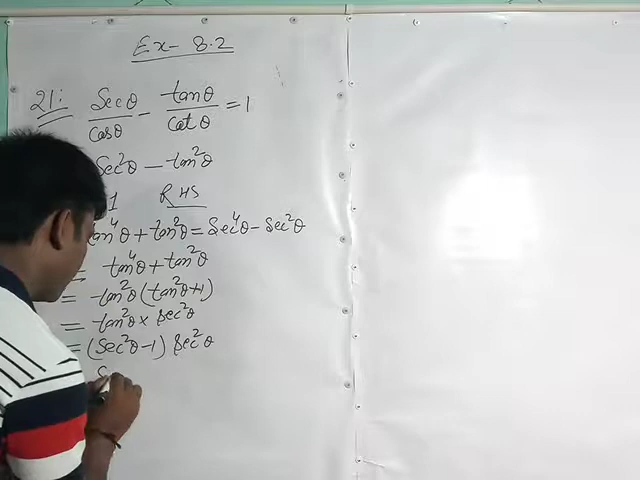 Ex- 8.2
21: Secθ/cosθ - tanθ/cotθ = 1
Sec²θ - tan²θ
1 RHS
tan⁴θ + tan²θ = Sec⁴θ - Sec²θ
= tan⁴θ + tan²θ
= tan²θ (tan²θ+1)
= tan²θ × sec²θ
= (Sec²θ-1) Sec²θ
S